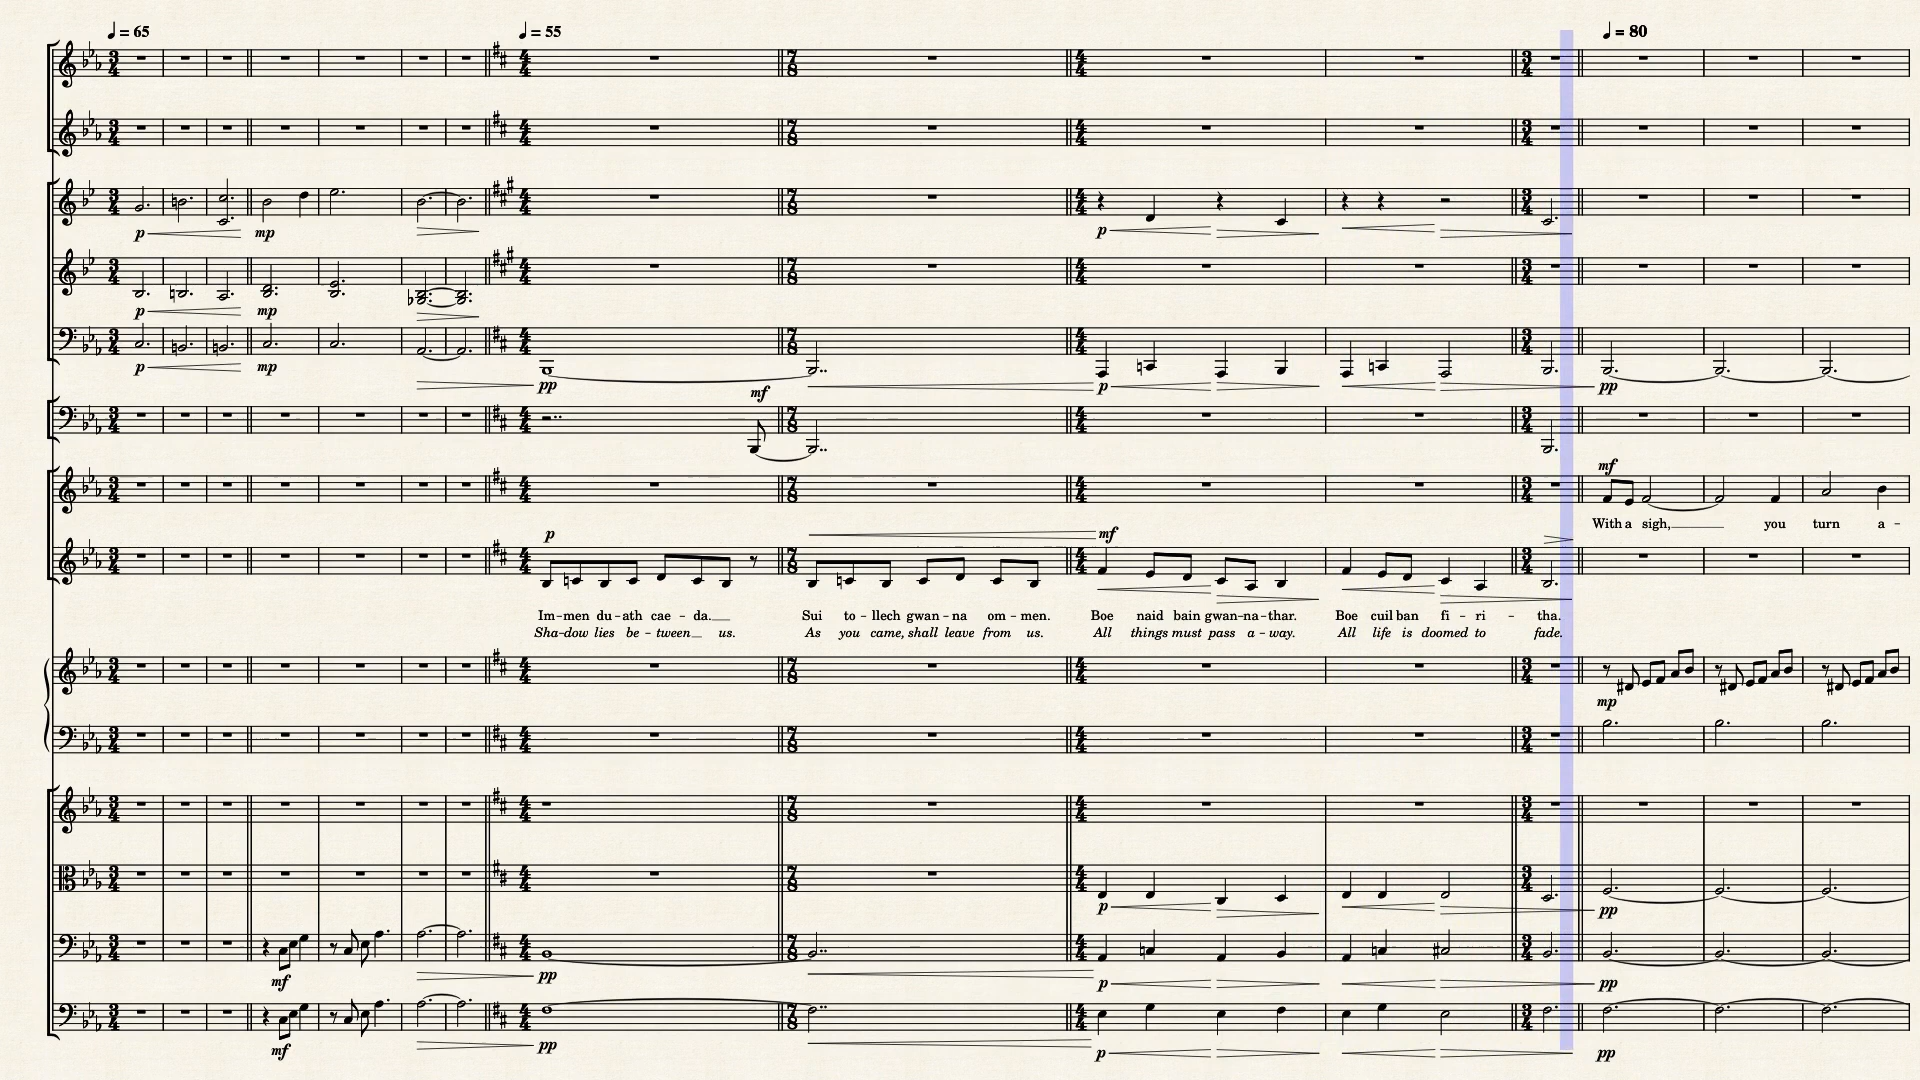 ♩ = 65 ♩ = 55 ♩ = 80
p mp p
p mp
p mp pp p pp
mf
mf
With a sigh, you turn a -
p mf
Im - men du - ath cae - da. Sui to - llech gwan - na om - men. Boe naid bain gwan - na - thar. Boe cuil ban fi - ri - tha.
Sha - dow lies be - tween us. As you came, shall leave from us. All things must pass a - way. All life is doomed to fade.
mp
p pp
mf pp p pp
mf pp p pp